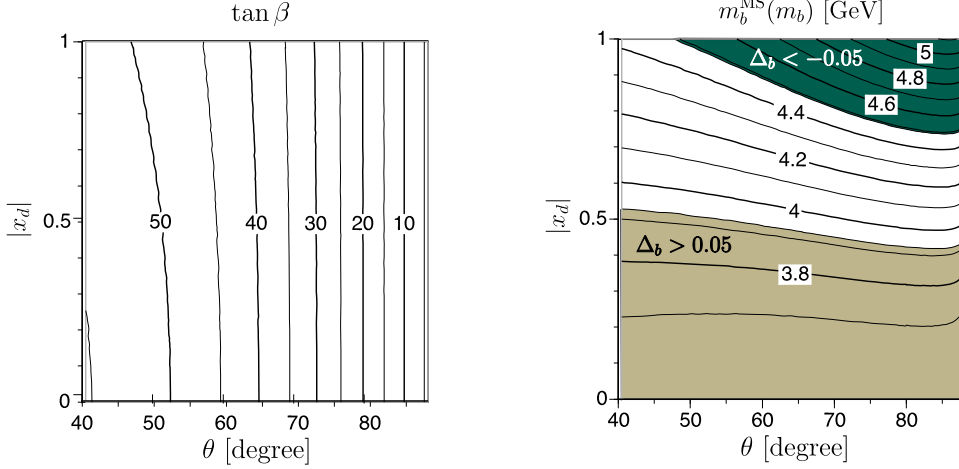 tan β
1
0.5
0
|x_d|
50
40
30
20
10
40 50 60 70 80
θ [degree]
m_b^MS(m_b) [GeV]
1
0.5
0
|x_d|
Δ_b < −0.05
5
4.8
4.6
4.4
4.2
4
Δ_b > 0.05
3.8
40 50 60 70 80
θ [degree]